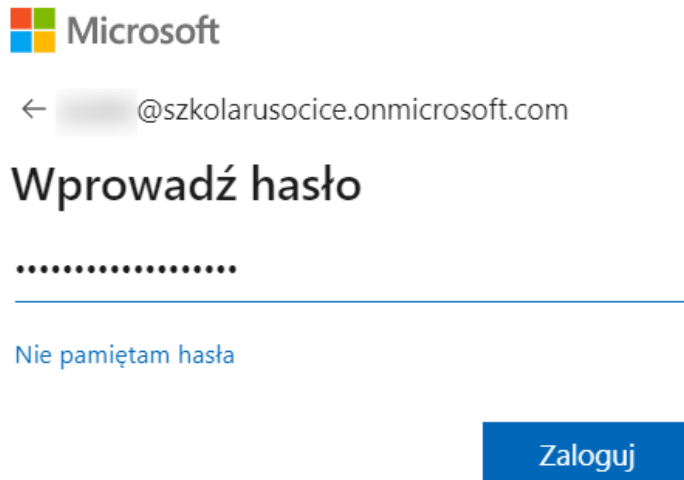 Microsoft
← @szkolarusocice.onmicrosoft.com
Wprowadź hasło
•••••••••••••••••••
Nie pamiętam hasła
Zaloguj